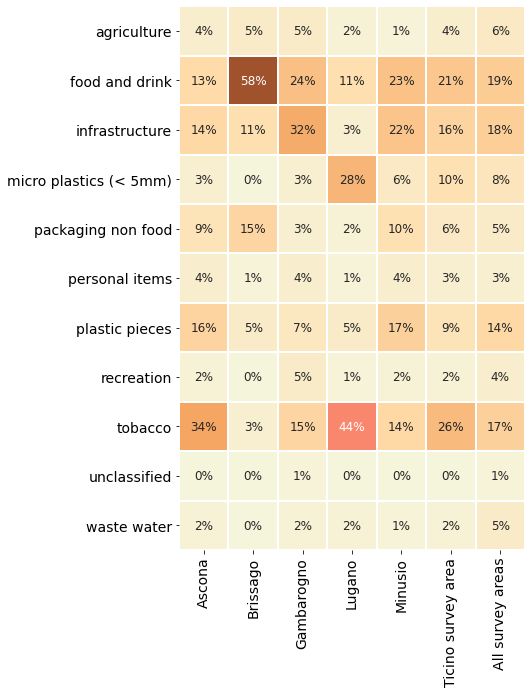 agriculture 4% 5% 5% 2% 1% 4% 6%
food and drink 13% 58% 24% 11% 23% 21% 19%
infrastructure 14% 11% 32% 3% 22% 16% 18%
micro plastics (< 5mm) 3% 0% 3% 28% 6% 10% 8%
packaging non food 9% 15% 3% 2% 10% 6% 5%
personal items 4% 1% 4% 1% 4% 3% 3%
plastic pieces 16% 5% 7% 5% 17% 9% 14%
recreation 2% 0% 5% 1% 2% 2% 4%
tobacco 34% 3% 15% 44% 14% 26% 17%
unclassified 0% 0% 1% 0% 0% 0% 1%
waste water 2% 0% 2% 2% 1% 2% 5%
Ascona
Brissago
Gambarogno
Lugano
Minusio
Ticino survey area
All survey areas